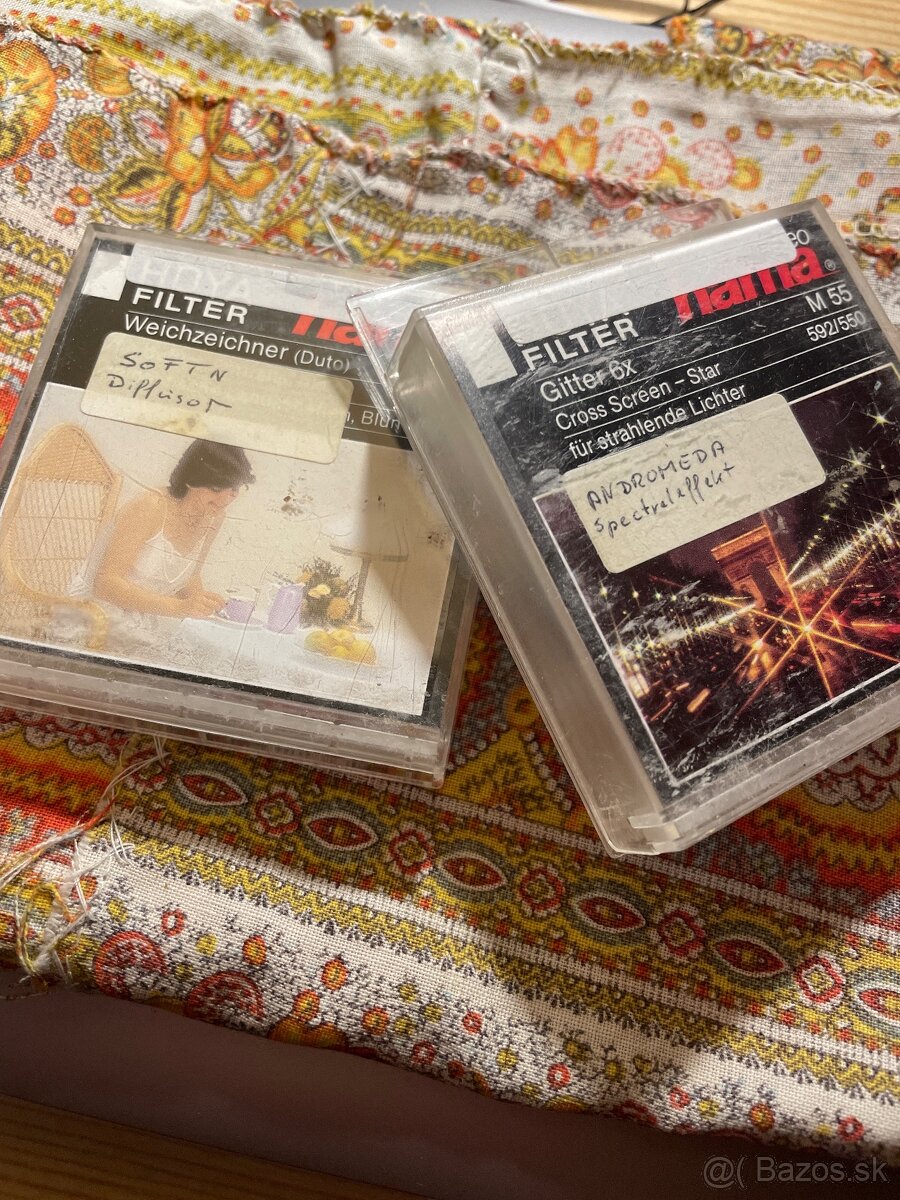 HOYA
FILTER
Weichzeichner (Duto)
SOFTN
Diffusor
hama®
FILTER
M 55
Gitter 6x
592/550
Cross Screen – Star
für strahlende Lichter
ANDROMEDA
spectraleffekt
@( Bazos.sk